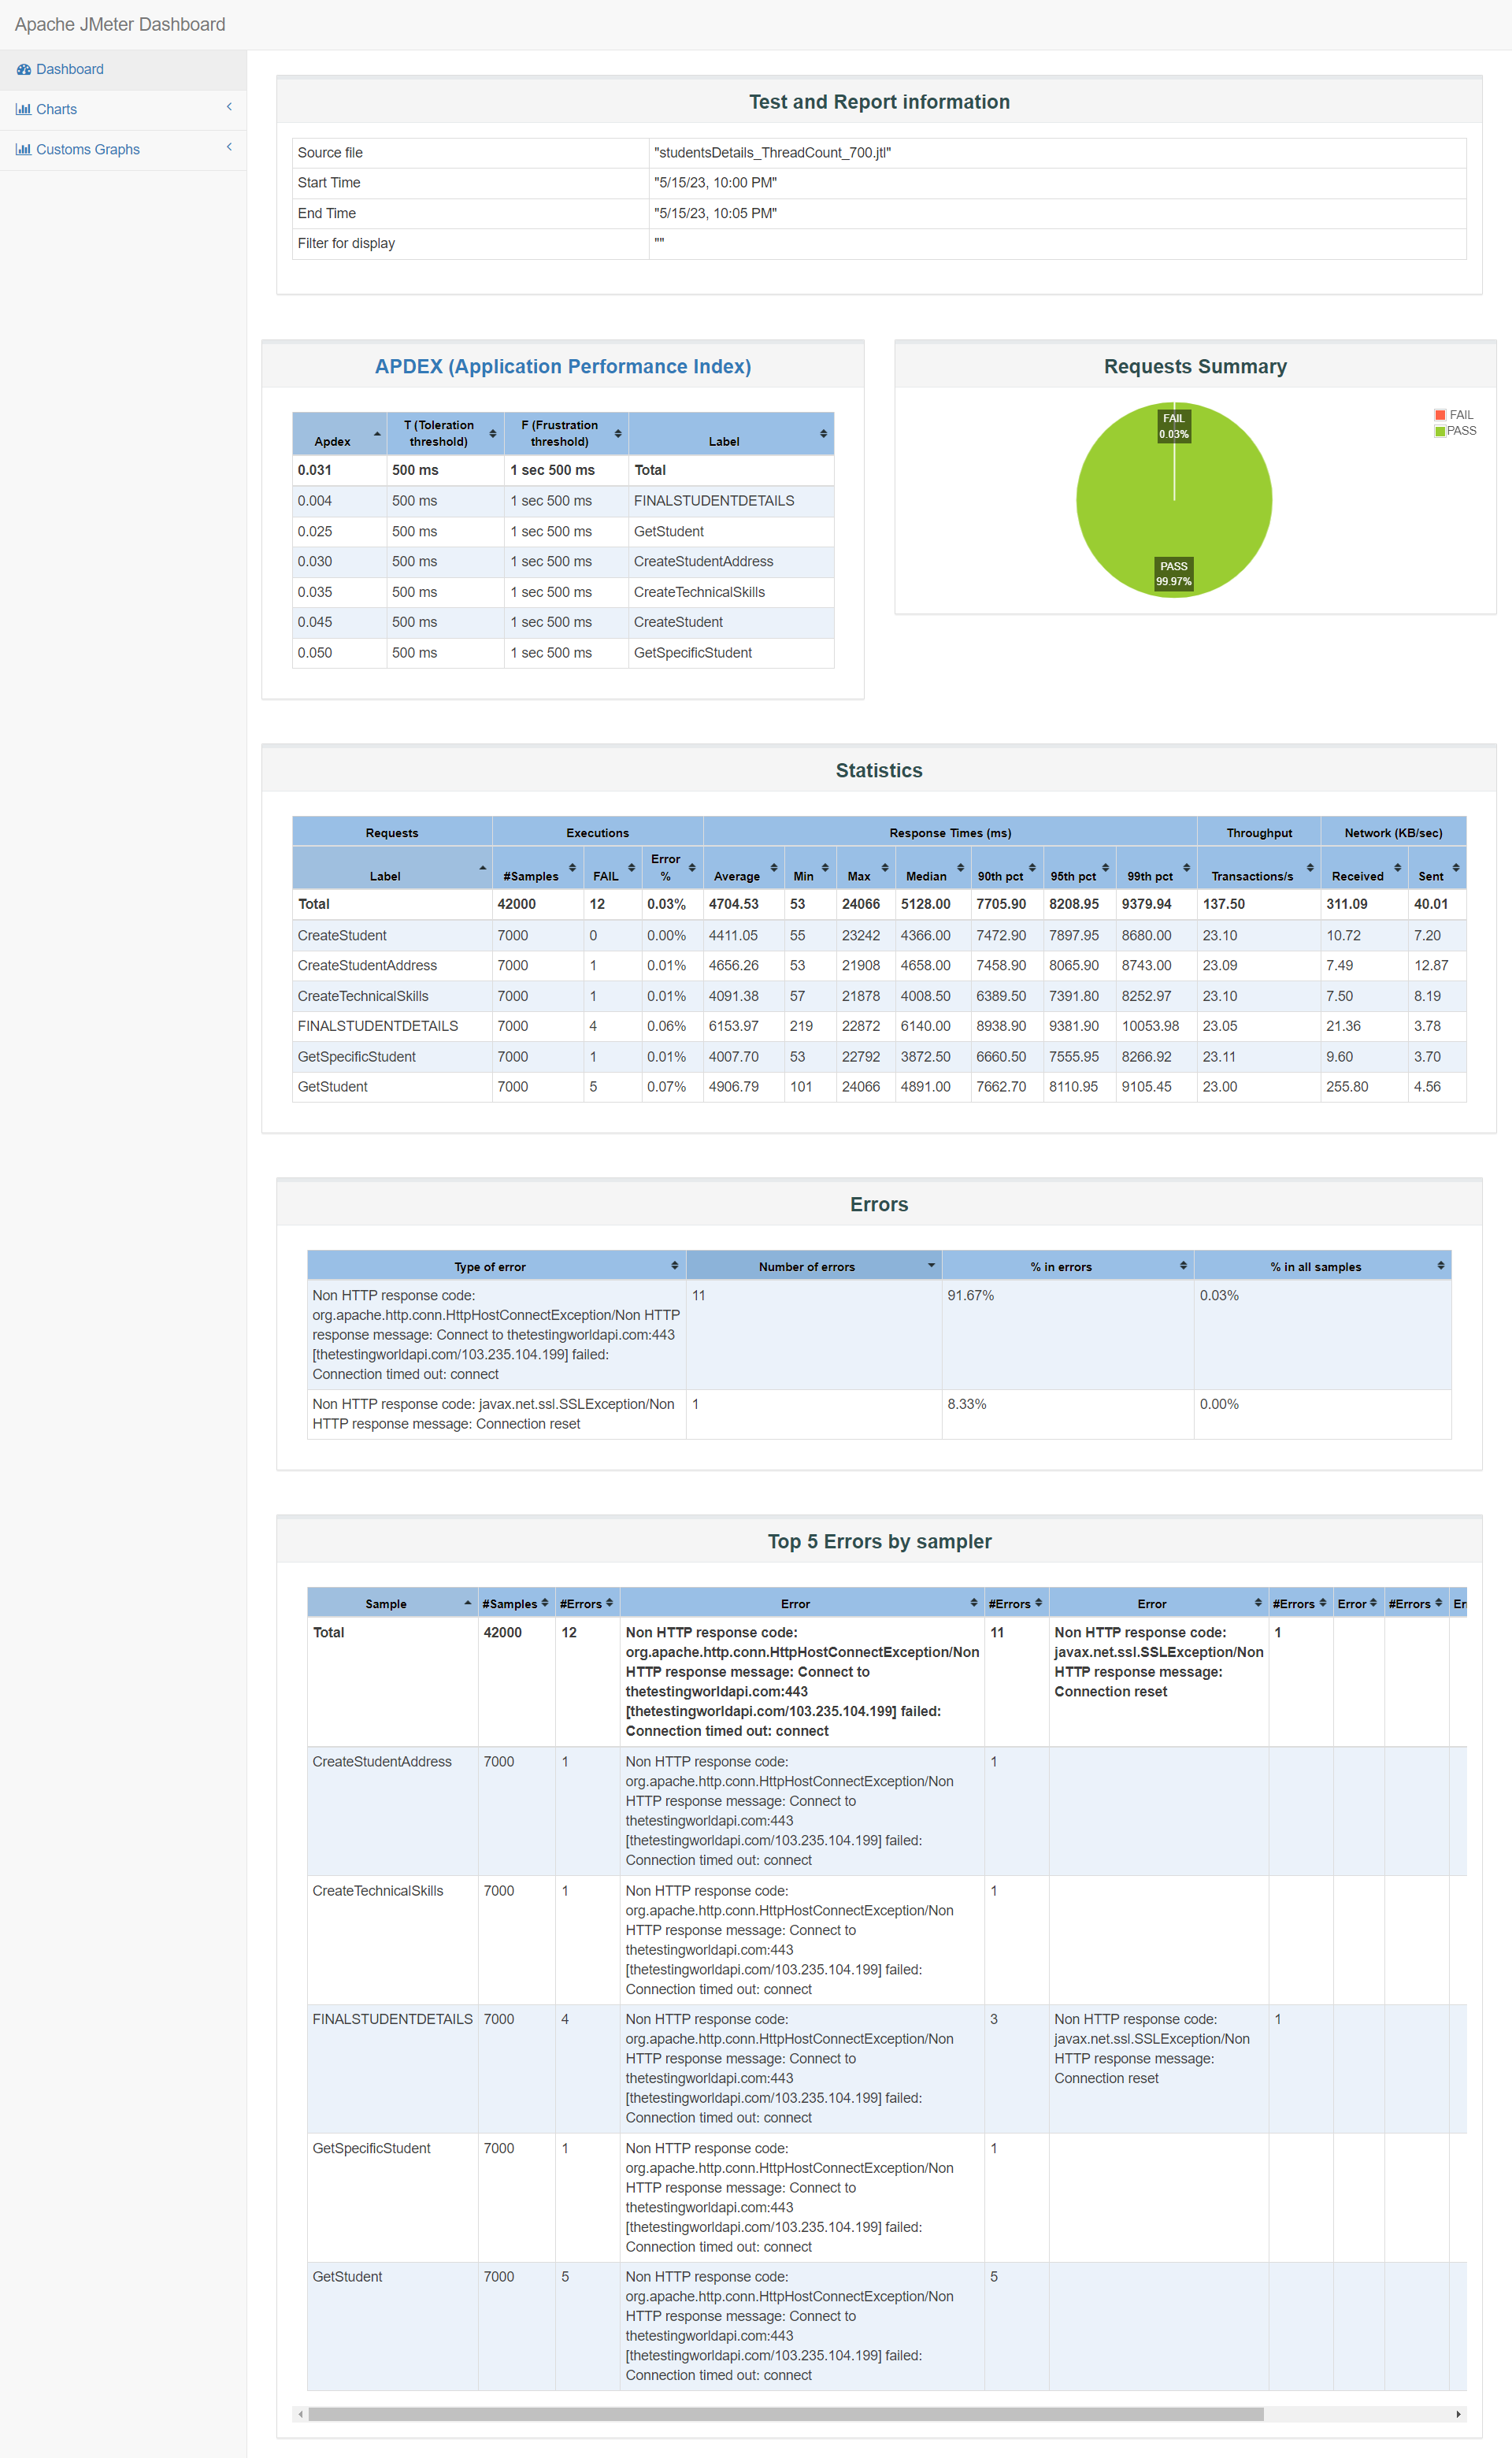 Apache JMeter Dashboard
Dashboard
Charts
Customs Graphs
Test and Report information
Source file "studentsDetails_ThreadCount_700.jtl"
Start Time "5/15/23, 10:00 PM"
End Time "5/15/23, 10:05 PM"
Filter for display ""
APDEX (Application Performance Index)
Apdex T (Toleration threshold) F (Frustration threshold) Label
0.031 500 ms 1 sec 500 ms Total
0.004 500 ms 1 sec 500 ms FINALSTUDENTDETAILS
0.025 500 ms 1 sec 500 ms GetStudent
0.030 500 ms 1 sec 500 ms CreateStudentAddress
0.035 500 ms 1 sec 500 ms CreateTechnicalSkills
0.045 500 ms 1 sec 500 ms CreateStudent
0.050 500 ms 1 sec 500 ms GetSpecificStudent
Requests Summary
FAIL
0.03%
PASS
99.97%
FAIL
PASS
Statistics
Requests Executions Response Times (ms) Throughput Network (KB/sec)
Label #Samples FAIL Error % Average Min Max Median 90th pct 95th pct 99th pct Transactions/s Received Sent
Total 42000 12 0.03% 4704.53 53 24066 5128.00 7705.90 8208.95 9379.94 137.50 311.09 40.01
CreateStudent 7000 0 0.00% 4411.05 55 23242 4366.00 7472.90 7897.95 8680.00 23.10 10.72 7.20
CreateStudentAddress 7000 1 0.01% 4656.26 53 21908 4658.00 7458.90 8065.90 8743.00 23.09 7.49 12.87
CreateTechnicalSkills 7000 1 0.01% 4091.38 57 21878 4008.50 6389.50 7391.80 8252.97 23.10 7.50 8.19
FINALSTUDENTDETAILS 7000 4 0.06% 6153.97 219 22872 6140.00 8938.90 9381.90 10053.98 23.05 21.36 3.78
GetSpecificStudent 7000 1 0.01% 4007.70 53 22792 3872.50 6660.50 7555.95 8266.92 23.11 9.60 3.70
GetStudent 7000 5 0.07% 4906.79 101 24066 4891.00 7662.70 8110.95 9105.45 23.00 255.80 4.56
Errors
Type of error Number of errors % in errors % in all samples
Non HTTP response code: 11 91.67% 0.03%
org.apache.http.conn.HttpHostConnectException/Non HTTP
response message: Connect to thetestingworldapi.com:443
[thetestingworldapi.com/103.235.104.199] failed:
Connection timed out: connect
Non HTTP response code: javax.net.ssl.SSLException/Non 1 8.33% 0.00%
HTTP response message: Connection reset
Top 5 Errors by sampler
Sample #Samples #Errors Error #Errors Error #Errors Error #Errors Er
Total 42000 12 Non HTTP response code: 11 Non HTTP response code: 1
org.apache.http.conn.HttpHostConnectException/Non javax.net.ssl.SSLException/Non
HTTP response message: Connect to HTTP response message:
thetestingworldapi.com:443 Connection reset
[thetestingworldapi.com/103.235.104.199] failed:
Connection timed out: connect
CreateStudentAddress 7000 1 Non HTTP response code: 1
org.apache.http.conn.HttpHostConnectException/Non
HTTP response message: Connect to
thetestingworldapi.com:443
[thetestingworldapi.com/103.235.104.199] failed:
Connection timed out: connect
CreateTechnicalSkills 7000 1 Non HTTP response code: 1
org.apache.http.conn.HttpHostConnectException/Non
HTTP response message: Connect to
thetestingworldapi.com:443
[thetestingworldapi.com/103.235.104.199] failed:
Connection timed out: connect
FINALSTUDENTDETAILS 7000 4 Non HTTP response code: 3 Non HTTP response code: 1
org.apache.http.conn.HttpHostConnectException/Non javax.net.ssl.SSLException/Non
HTTP response message: Connect to HTTP response message:
thetestingworldapi.com:443 Connection reset
[thetestingworldapi.com/103.235.104.199] failed:
Connection timed out: connect
GetSpecificStudent 7000 1 Non HTTP response code: 1
org.apache.http.conn.HttpHostConnectException/Non
HTTP response message: Connect to
thetestingworldapi.com:443
[thetestingworldapi.com/103.235.104.199] failed:
Connection timed out: connect
GetStudent 7000 5 Non HTTP response code: 5
org.apache.http.conn.HttpHostConnectException/Non
HTTP response message: Connect to
thetestingworldapi.com:443
[thetestingworldapi.com/103.235.104.199] failed:
Connection timed out: connect